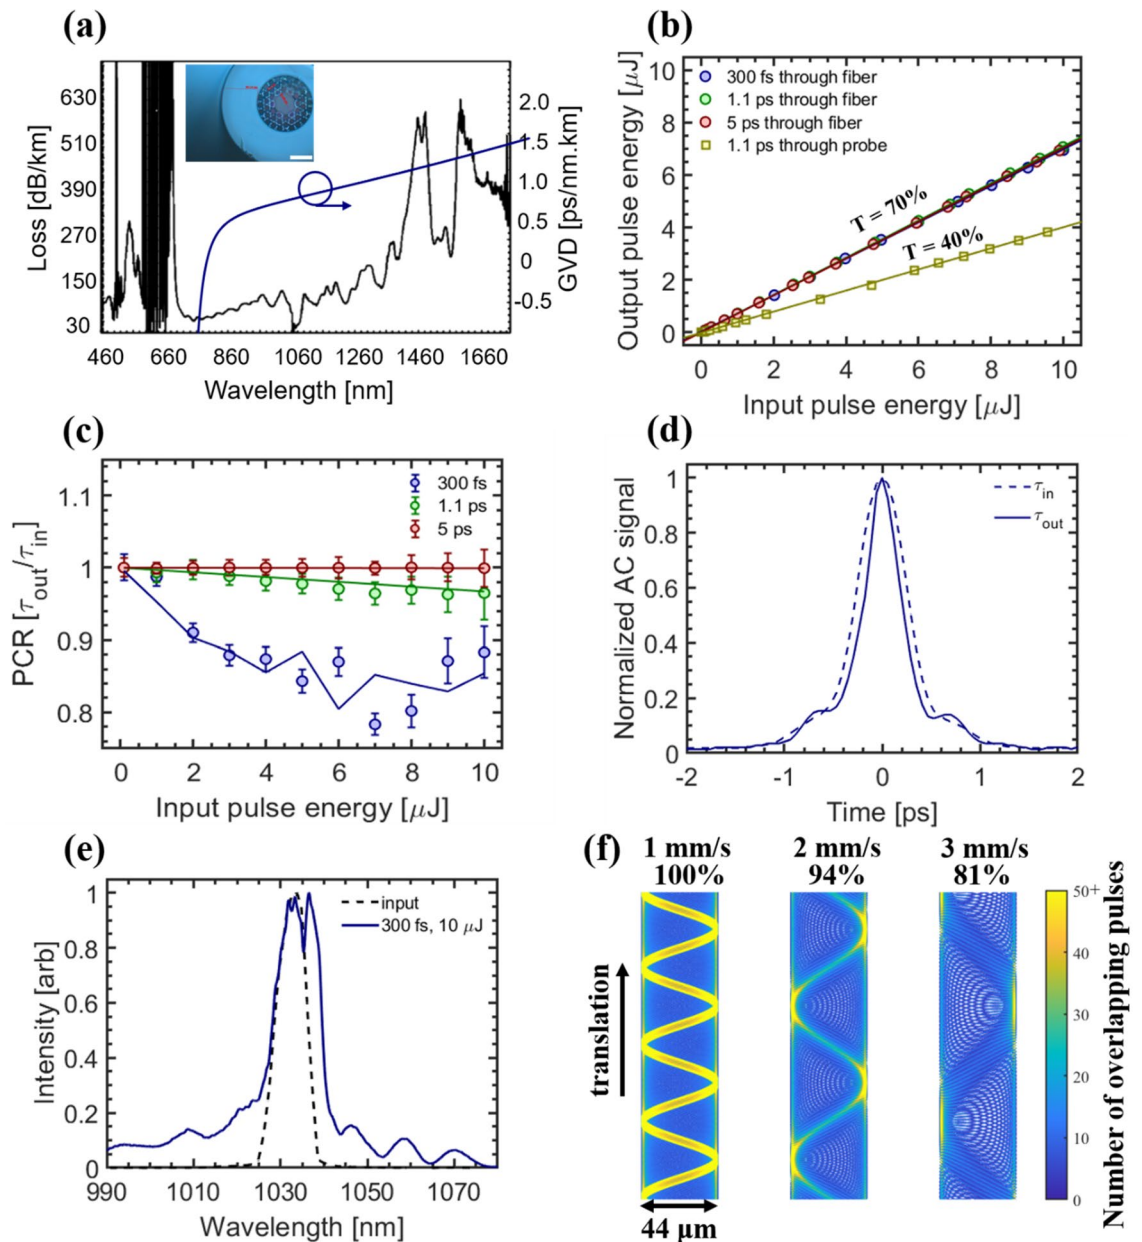 (a)
Loss [dB/km]
630
510
390
270
150
30
460 660 860 1060 1260 1460 1660
Wavelength [nm]
2.0
1.5
1.0
0.5
0
-0.5
GVD [ps/nm.km]
(b)
Output pulse energy [μJ]
10
8
6
4
2
0
300 fs through fiber
1.1 ps through fiber
5 ps through fiber
1.1 ps through probe
T = 70%
T = 40%
0 2 4 6 8 10
Input pulse energy [μJ]
(c)
PCR [τout/τin]
1.1
1
0.9
0.8
300 fs
1.1 ps
5 ps
0 2 4 6 8 10
Input pulse energy [μJ]
(d)
Normalized AC signal
1
0.8
0.6
0.4
0.2
0
τin
τout
-2 -1 0 1 2
Time [ps]
(e)
Intensity [arb]
1
0.8
0.6
0.4
0.2
0
input
300 fs, 10 μJ
990 1010 1030 1050 1070
Wavelength [nm]
(f)
1 mm/s 2 mm/s 3 mm/s
100% 94% 81%
translation
44 μm
50+
40
30
20
10
0
Number of overlapping pulses